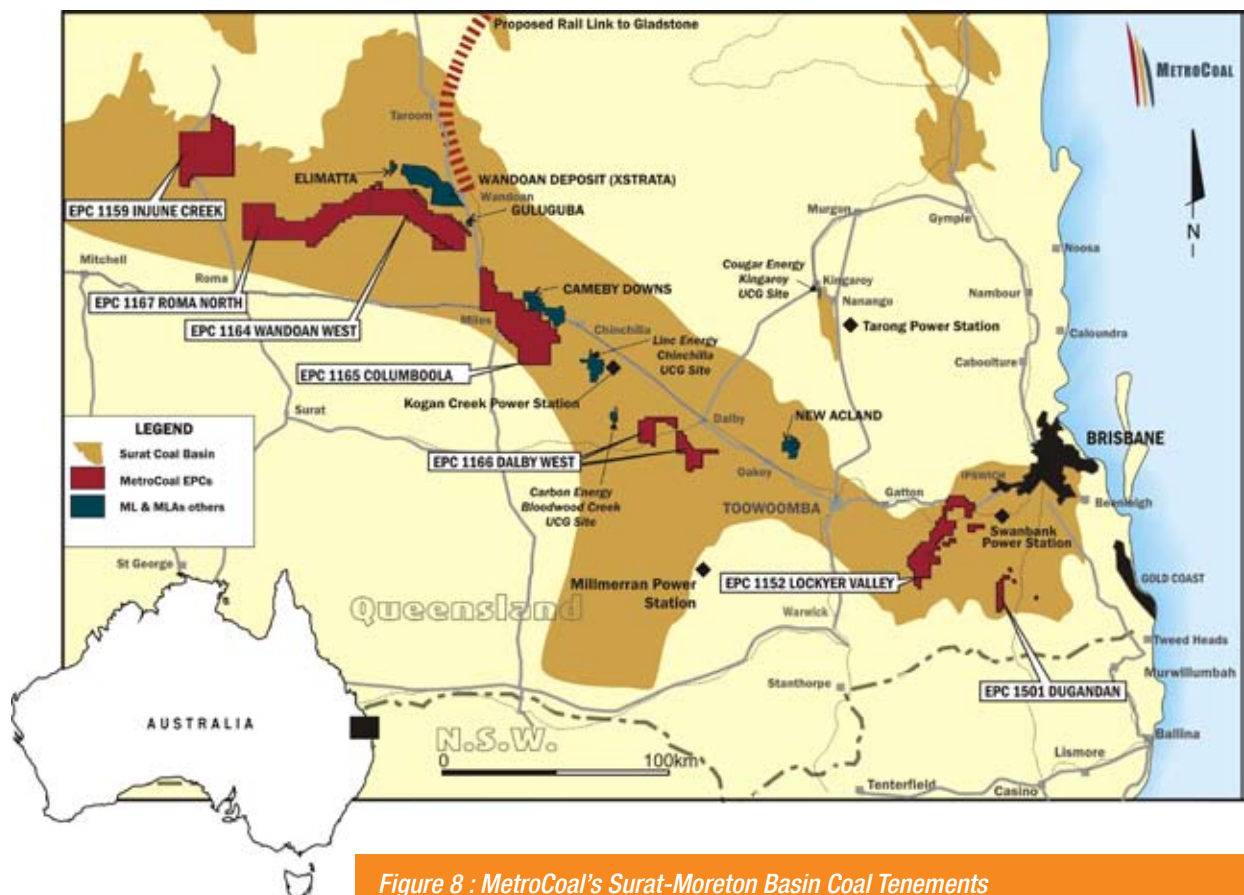 Proposed Rail Link to Gladstone
METROCOAL
Taroom
N
ELIMATTA
WANDOAN DEPOSIT (XSTRATA)
Wandoan
EPC 1159 INJUNE CREEK
GULUGUBA
Murgon
Gympie
Noosa
Mitchell
Roma
Cougar Energy
Kingaroy
UCG Site
Kingaroy
Nanango
Nambour
EPC 1167 ROMA NORTH
CAMEBY DOWNS
EPC 1164 WANDOAN WEST
Miles
Chinchilla
Tarong Power Station
Caloundra
Linc Energy
Chinchilla
UCG Site
Caboolture
EPC 1165 COLUMBOOLA
Kogan Creek Power Station
Surat
Dalby
NEW ACLAND
BRISBANE
LEGEND
Surat Coal Basin
MetroCoal EPCs
ML & MLAs others
EPC 1166 DALBY WEST
Oakey
IPSWICH
Carbon Energy
Bloodwood Creek
UCG Site
TOOWOOMBA
Gatton
Beenleigh
Swanbank
Power Station
St George
Millmerran Power
Station
EPC 1152 LOCKYER VALLEY
GOLD COAST
Queensland
Warwick
Tweed Heads
Murwillumbah
Stanthorpe
EPC 1501 DUGANDAN
AUSTRALIA
N.S.W.
0 100km
Ballina
Lismore
Tenterfield
Casino
Figure 8 : MetroCoal's Surat-Moreton Basin Coal Tenements